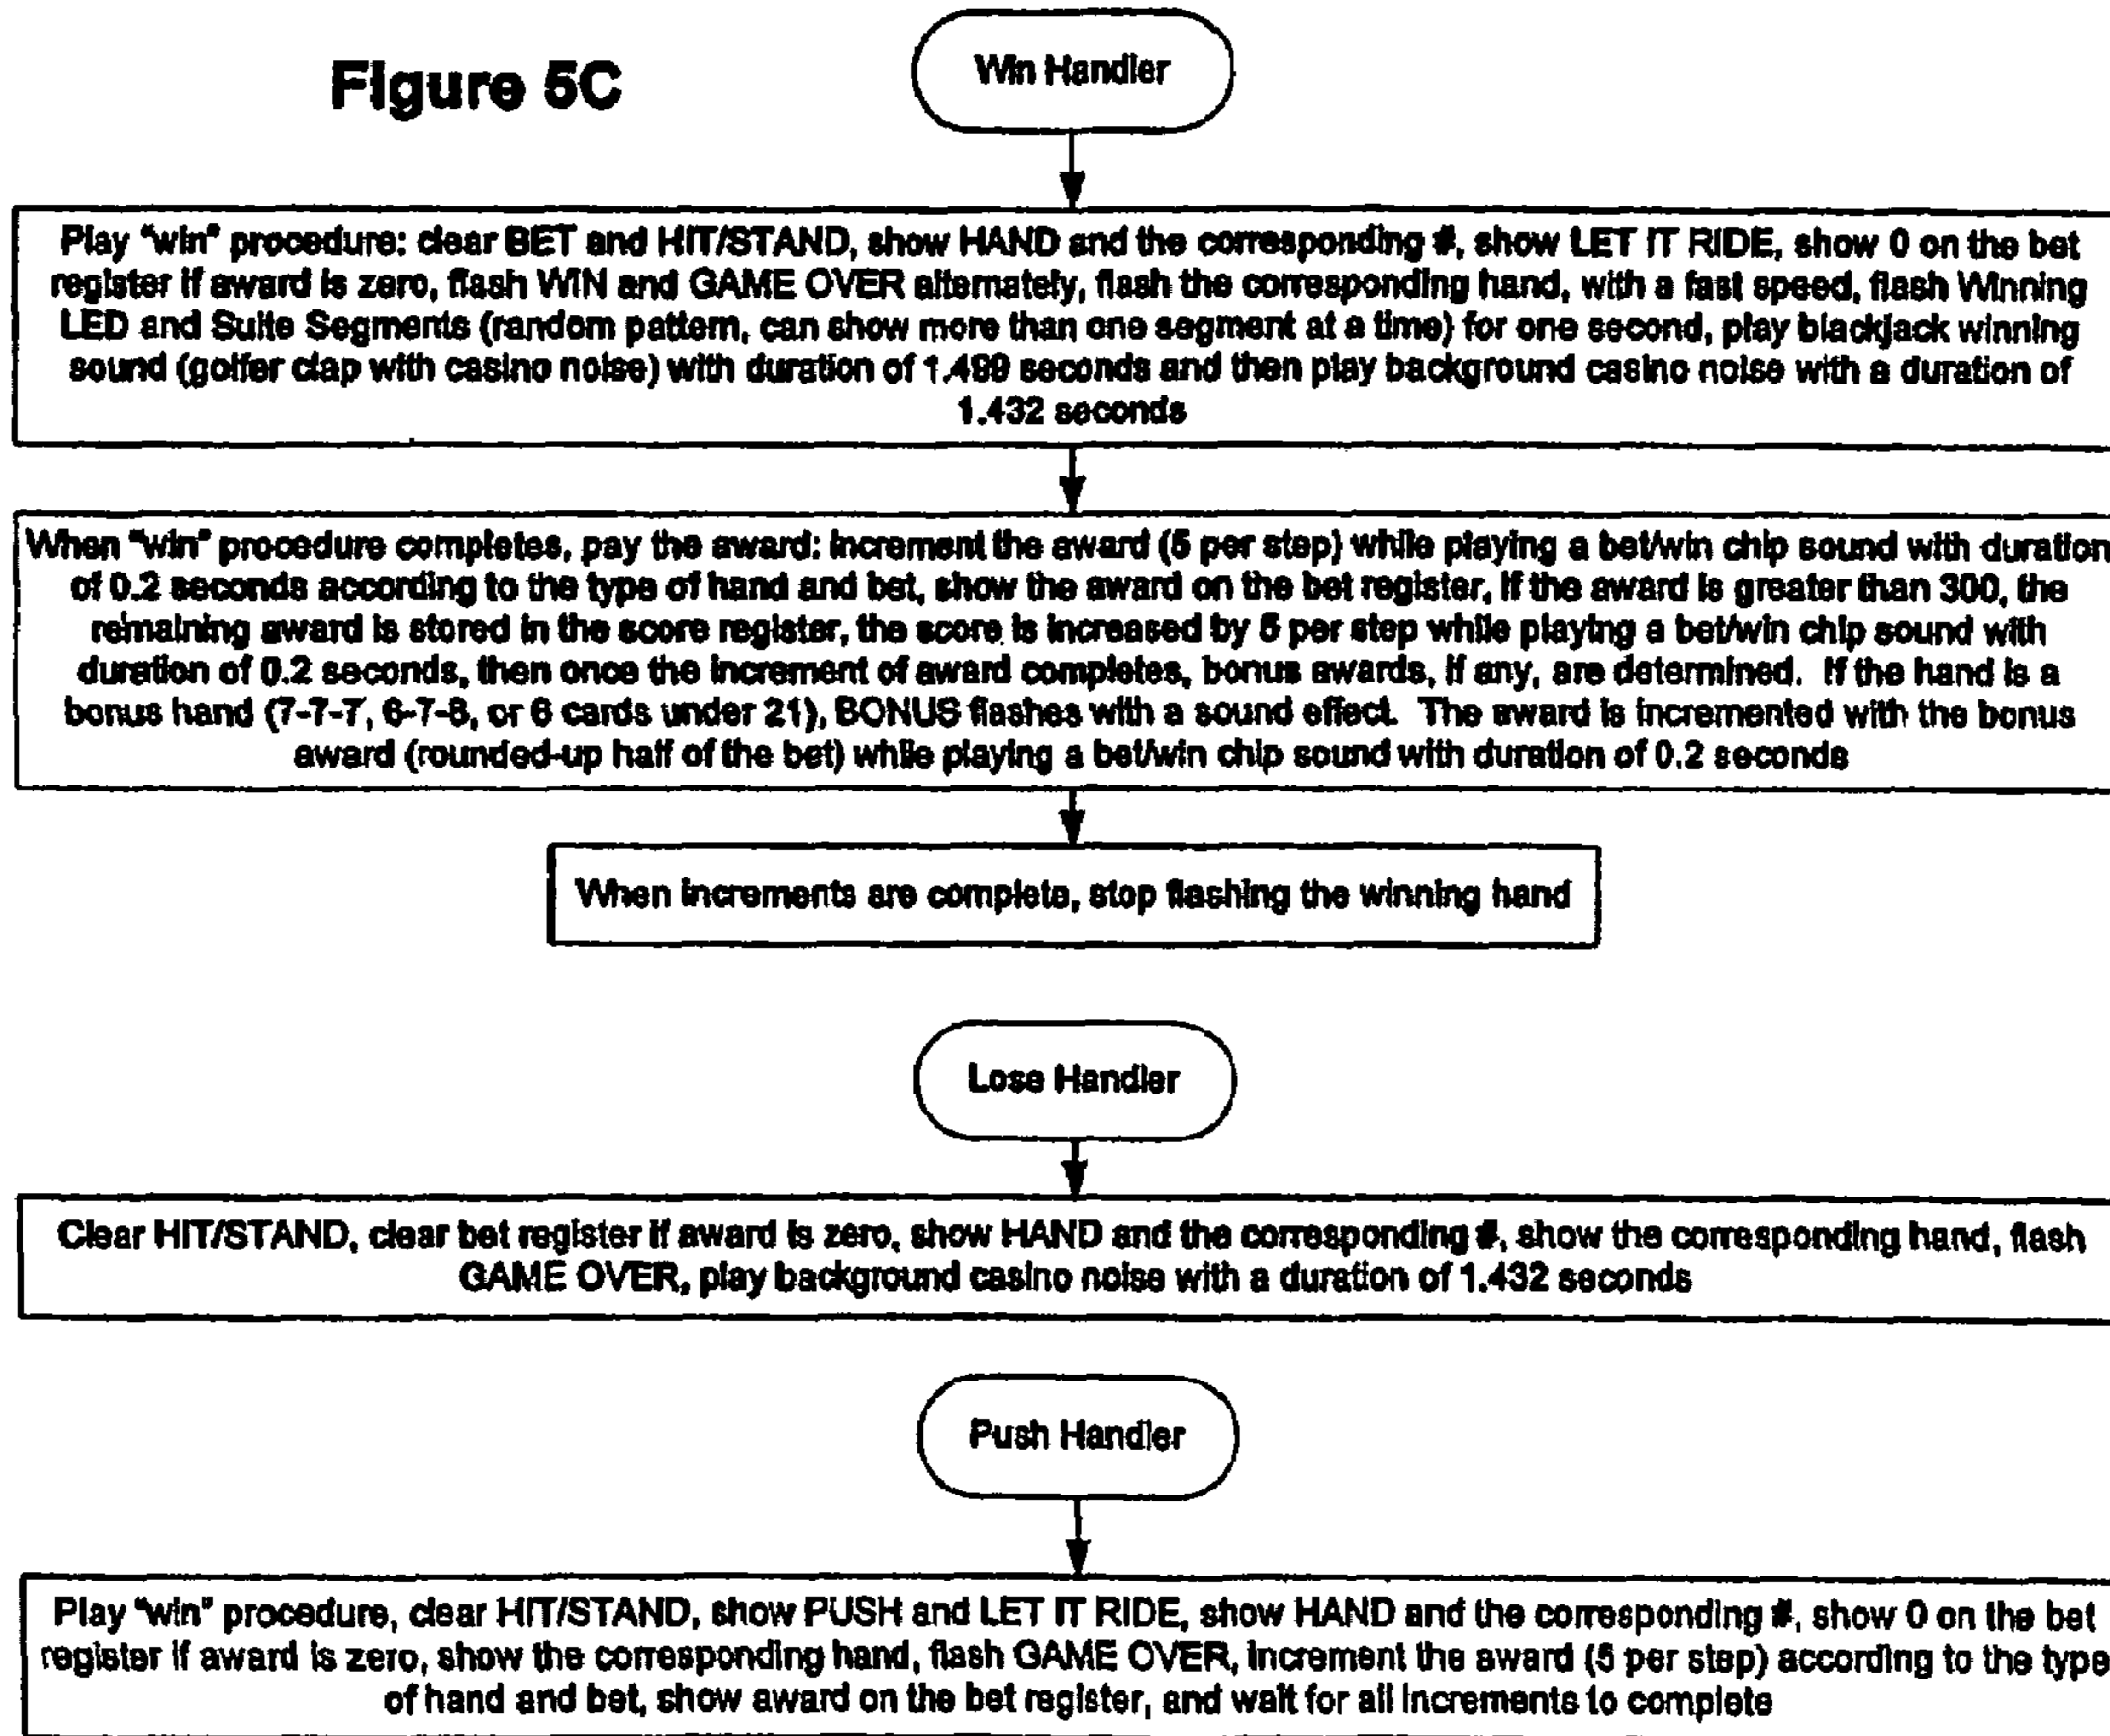 Figure 5C
Win Handler
Play "win" procedure: clear BET and HIT/STAND, show HAND and the corresponding #, show LET IT RIDE, show 0 on the bet
register if award is zero, flash WIN and GAME OVER alternately, flash the corresponding hand, with a fast speed, flash Winning
LED and Suite Segments (random pattern, can show more than one segment at a time) for one second, play blackjack winning
sound (golfer clap with casino noise) with duration of 1.499 seconds and then play background casino noise with a duration of
1.432 seconds
When "win" procedure completes, pay the award: increment the award (5 per step) while playing a bet/win chip sound with duration
of 0.2 seconds according to the type of hand and bet, show the award on the bet register, if the award is greater than 300, the
remaining award is stored in the score register, the score is increased by 5 per step while playing a bet/win chip sound with
duration of 0.2 seconds, then once the increment of award completes, bonus awards, if any, are determined. If the hand is a
bonus hand (7-7-7, 6-7-8, or 6 cards under 21), BONUS flashes with a sound effect. The award is incremented with the bonus
award (rounded-up half of the bet) while playing a bet/win chip sound with duration of 0.2 seconds
When increments are complete, stop flashing the winning hand
Lose Handler
Clear HIT/STAND, clear bet register if award is zero, show HAND and the corresponding #, show the corresponding hand, flash
GAME OVER, play background casino noise with a duration of 1.432 seconds
Push Handler
Play "win" procedure, clear HIT/STAND, show PUSH and LET IT RIDE, show HAND and the corresponding #, show 0 on the bet
register if award is zero, show the corresponding hand, flash GAME OVER, increment the award (5 per step) according to the type
of hand and bet, show award on the bet register, and wait for all increments to complete